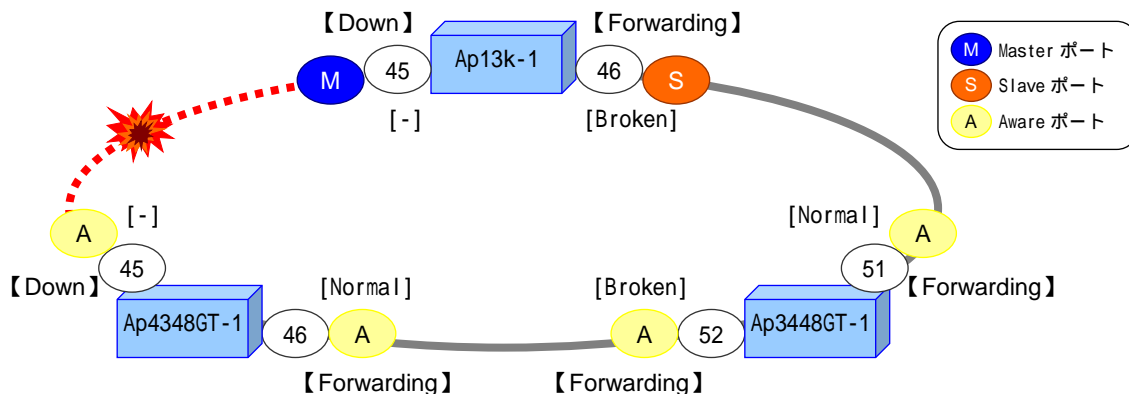 【Down】
【Forwarding】
Ap13k-1
M
45
46
S
[-]
[Broken]
M Master ポート
S Slave ポート
A Aware ポート
[-]
A
45
【Down】
Ap4348GT-1
[Normal]
46
A
【Forwarding】
[Broken]
A
52
【Forwarding】
Ap3448GT-1
[Normal]
A
51
【Forwarding】